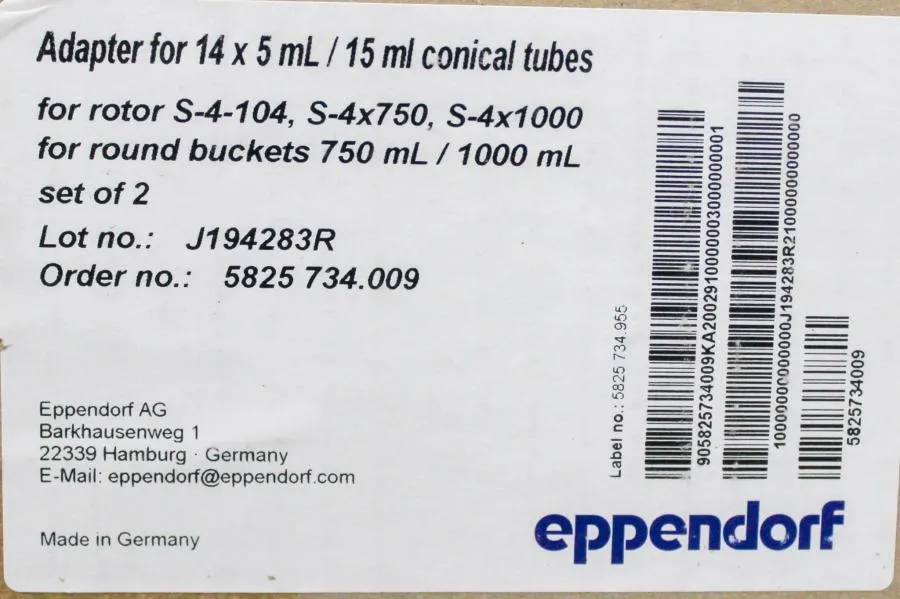 Adapter for 14 x 5 mL / 15 ml conical tubes
for rotor S-4-104, S-4x750, S-4x1000
for round buckets 750 mL / 1000 mL
set of 2
Lot no.: J194283R
Order no.: 5825 734.009
Eppendorf AG
Barkhausenweg 1
22339 Hamburg · Germany
E-Mail: eppendorf@eppendorf.com
Made in Germany
Label no.: 5825 734.955
905825734009KA2002910000003000000001
5825734009
eppendorf